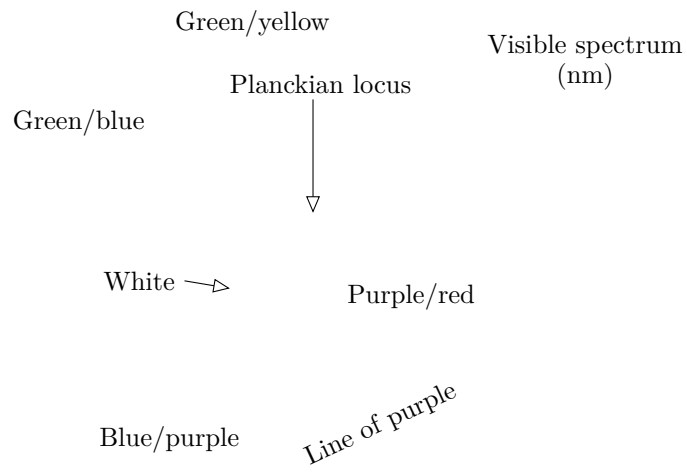 Green/yellow
Visible spectrum
(nm)
Planckian locus
Green/blue
White
Purple/red
Line of purple
Blue/purple